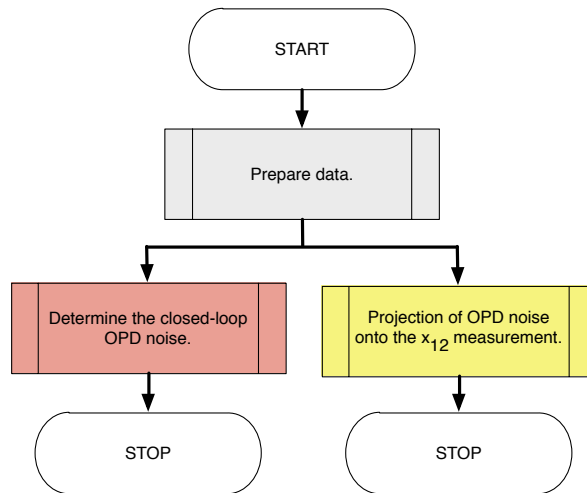 START
Prepare data.
Determine the closed-loop
OPD noise.
Projection of OPD noise
onto the x12 measurement.
STOP
STOP